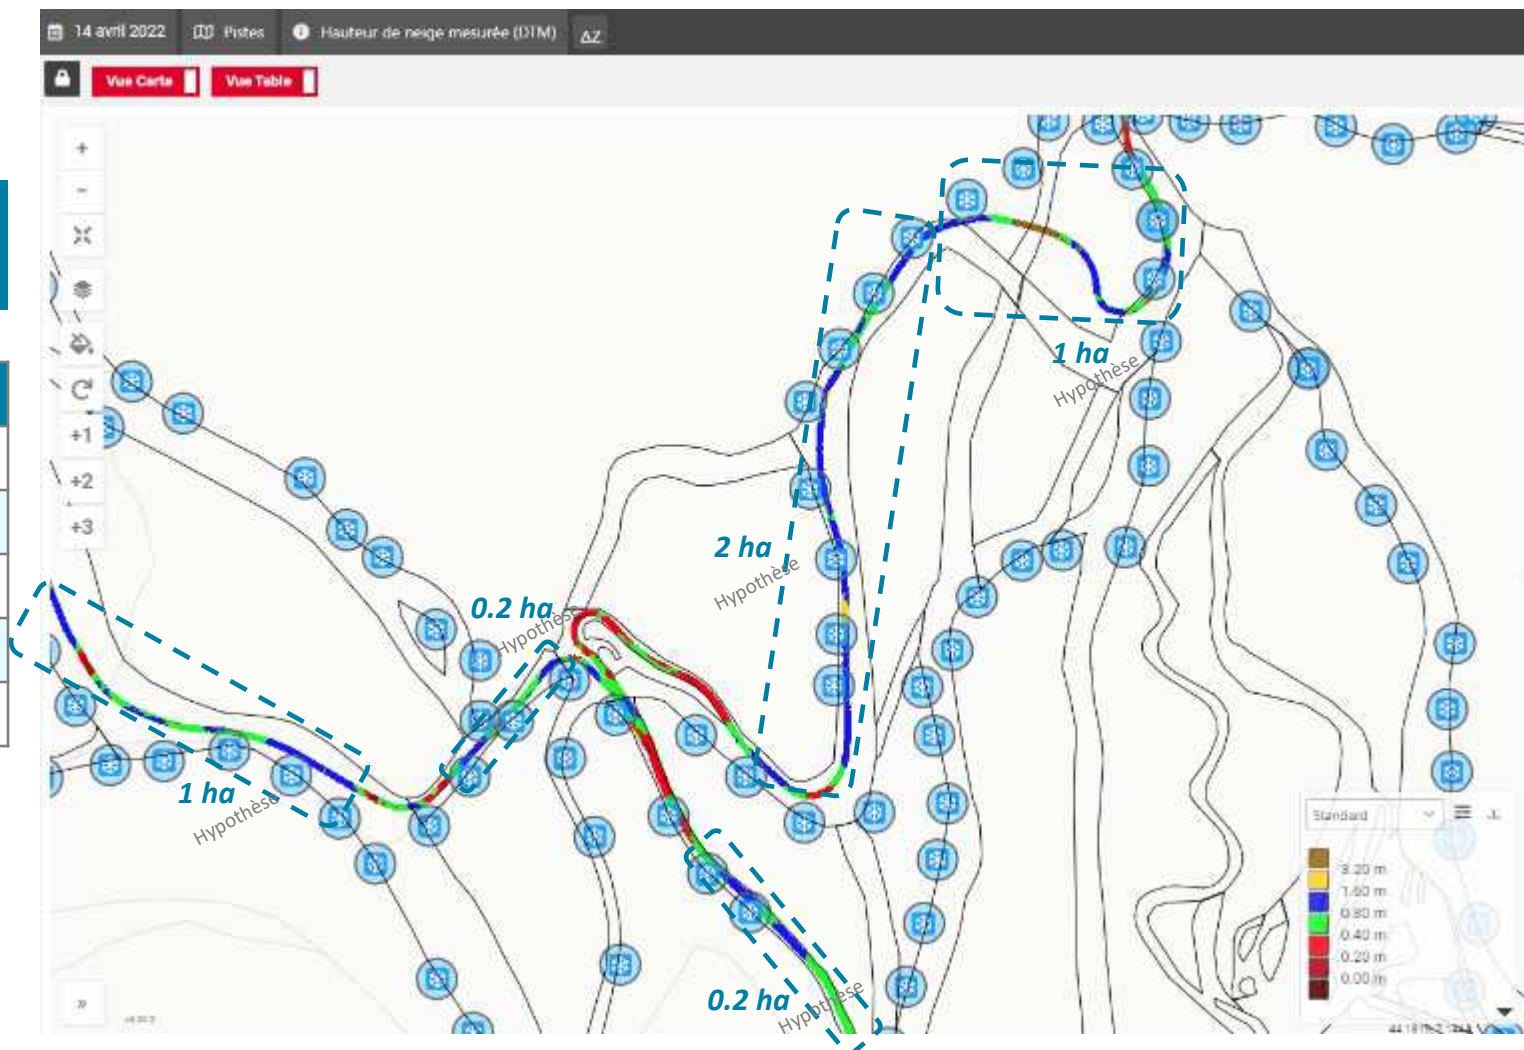 14 avril 2022
Pistes
Hauteur de neige mesurée (DTM)
ΔZ
Vue Carte
Vue Table
+
-
+1
+2
+3
1 ha
Hypothèse
2 ha
Hypothèse
0.2 ha
Hypothèse
1 ha
Hypothèse
0.2 ha
Hypothèse
Standard
3.20 m
1.60 m
0.80 m
0.40 m
0.20 m
0.00 m
»